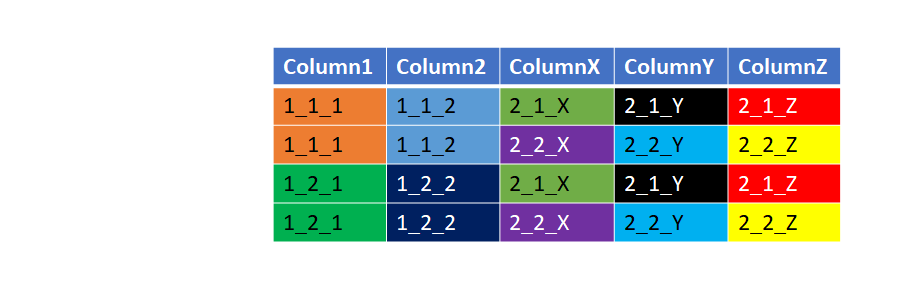 Column1 Column2 ColumnX ColumnY ColumnZ
1_1_1 1_1_2 2_1_X 2_1_Y 2_1_Z
1_1_1 1_1_2 2_2_X 2_2_Y 2_2_Z
1_2_1 1_2_2 2_1_X 2_1_Y 2_1_Z
1_2_1 1_2_2 2_2_X 2_2_Y 2_2_Z